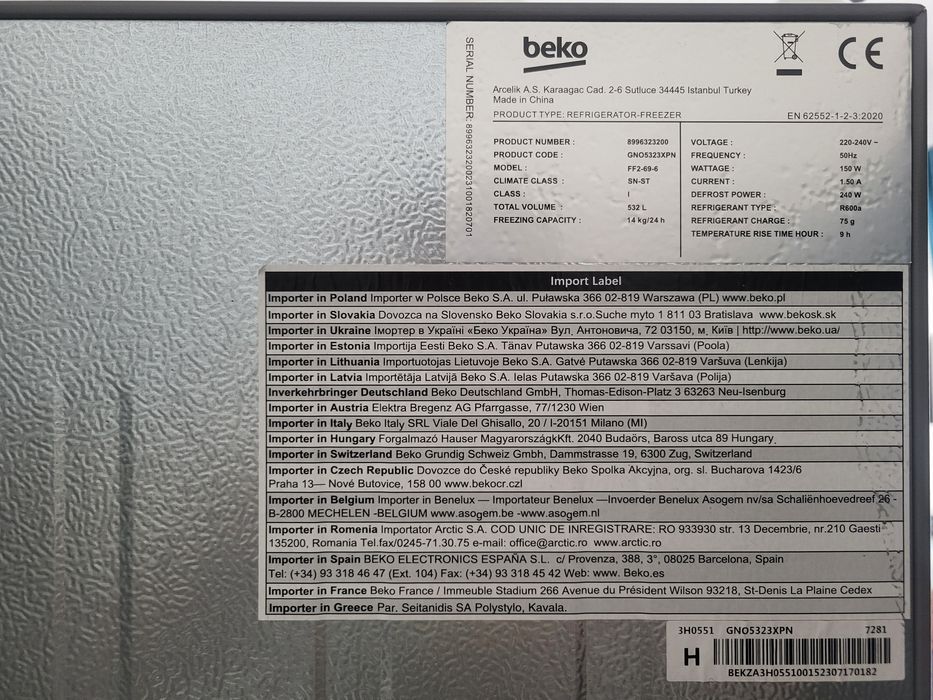 SERIAL NUMBER: 8996323200231001820701
beko
CE
Arcelik A.S. Karaagac Cad. 2-6 Sutluce 34445 Istanbul Turkey
Made in China
PRODUCT TYPE: REFRIGERATOR-FREEZER EN 62552-1-2-3:2020
PRODUCT NUMBER : 8996323200
PRODUCT CODE : GNO5323XPN
MODEL : FF2-69-6
CLIMATE CLASS : SN-ST
CLASS : I
TOTAL VOLUME : 532 L
FREEZING CAPACITY : 14 kg/24 h
VOLTAGE : 220-240V ~
FREQUENCY : 50Hz
WATTAGE : 150 W
CURRENT : 1.50 A
DEFROST POWER : 240 W
REFRIGERANT TYPE : R600a
REFRIGERANT CHARGE : 75 g
TEMPERATURE RISE TIME HOUR : 9 h
Import Label
Importer in Poland Importer w Polsce Beko S.A. ul. Puławska 366 02-819 Warszawa (PL) www.beko.pl
Importer in Slovakia Dovozca na Slovensko Beko Slovakia s.r.o.Suche myto 1 811 03 Bratislava www.bekosk.sk
Importer in Ukraine Імортер в Україні «Беко Україна» Вул. Антоновича, 72 03150, м. Київ | http://www.beko.ua/
Importer in Estonia Importija Eesti Beko S.A. Tänav Putawska 366 02-819 Varssavi (Poola)
Importer in Lithuania Importuotojas Lietuvoje Beko S.A. Gatvė Putawska 366 02-819 Varšuva (Lenkija)
Importer in Latvia Importētāja Latvijā Beko S.A. Ielas Putawska 366 02-819 Varšava (Polija)
Inverkehrbringer Deutschland Beko Deutschland GmbH, Thomas-Edison-Platz 3 63263 Neu-Isenburg
Importer in Austria Elektra Bregenz AG Pfarrgasse, 77/1230 Wien
Importer in Italy Beko Italy SRL Viale Del Ghisallo, 20 / I-20151 Milano (MI)
Importer in Hungary Forgalmazó Hauser MagyarországkKft. 2040 Budaörs, Baross utca 89 Hungary.
Importer in Switzerland Beko Grundig Schweiz Gmbh, Dammstrasse 19, 6300 Zug, Switzerland
Importer in Czech Republic Dovozce do České republiky Beko Spolka Akcyjna, org. sl. Bucharova 1423/6
Praha 13— Nové Butovice, 158 00 www.bekocr.czl
Importer in Belgium Importer in Benelux — Importateur Benelux —Invoerder Benelux Asogem nv/sa Schaliënhoevedreef 26 -
B-2800 MECHELEN -BELGIUM www.asogem.be -www.asogem.nl
Importer in Romenia Importator Arctic S.A. COD UNIC DE INREGISTRARE: RO 933930 str. 13 Decembrie, nr.210 Gaesti
135200, Romania Tel.fax/0245-71.30.75 e-mail: office@arctic.ro www.arctic.ro
Importer in Spain BEKO ELECTRONICS ESPAÑA S.L. c/ Provenza, 388, 3°, 08025 Barcelona, Spain
Tel: (+34) 93 318 46 47 (Ext. 104) Fax: (+34) 93 318 45 42 Web: www. Beko.es
Importer in France Beko France / Immeuble Stadium 266 Avenue du Président Wilson 93218, St-Denis La Plaine Cedex
Importer in Greece Par. Seitanidis SA Polystylo, Kavala.
3H0551 GNO5323XPN 7281
H
BEKZA3H055100152307170182